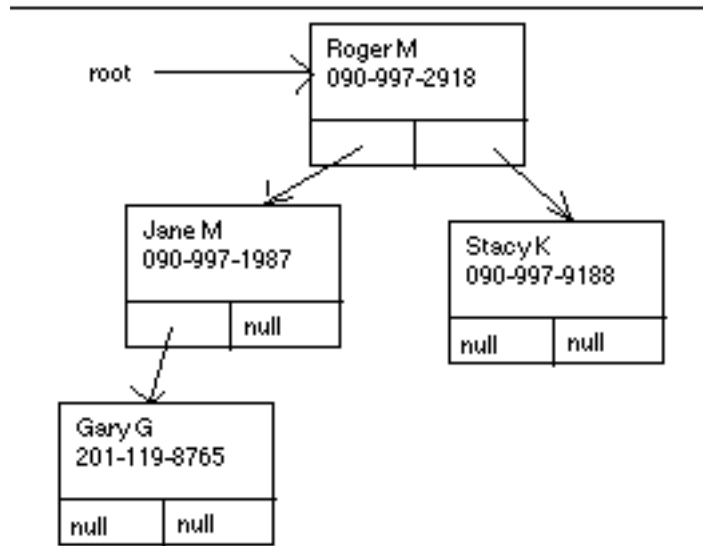 root
Roger M
090-997-2918
Jane M
090-997-1987
null
Stacy K
090-997-9188
null
null
Gary G
201-119-8765
null
null